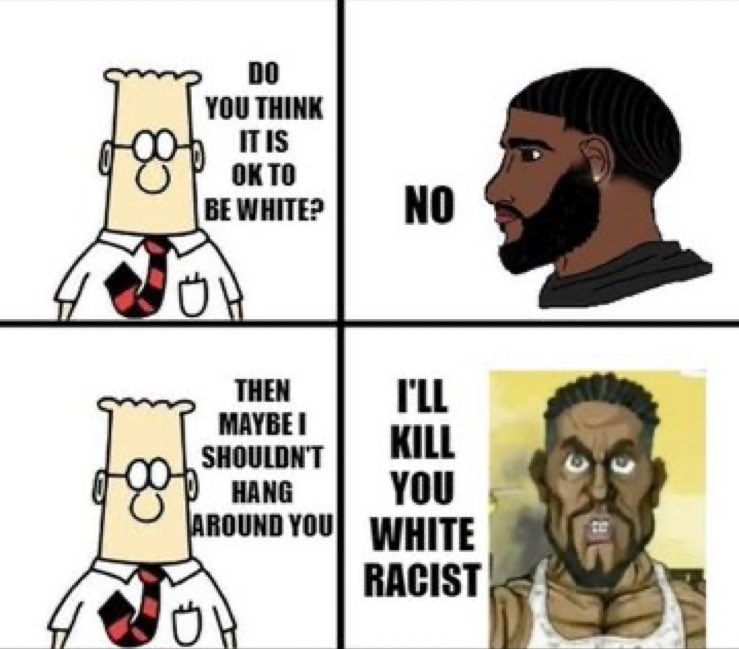 DO
YOU THINK
IT IS
OK TO
BE WHITE?
NO
THEN
MAYBE I
SHOULDN'T
HANG
AROUND YOU
I'LL
KILL
YOU
WHITE
RACIST